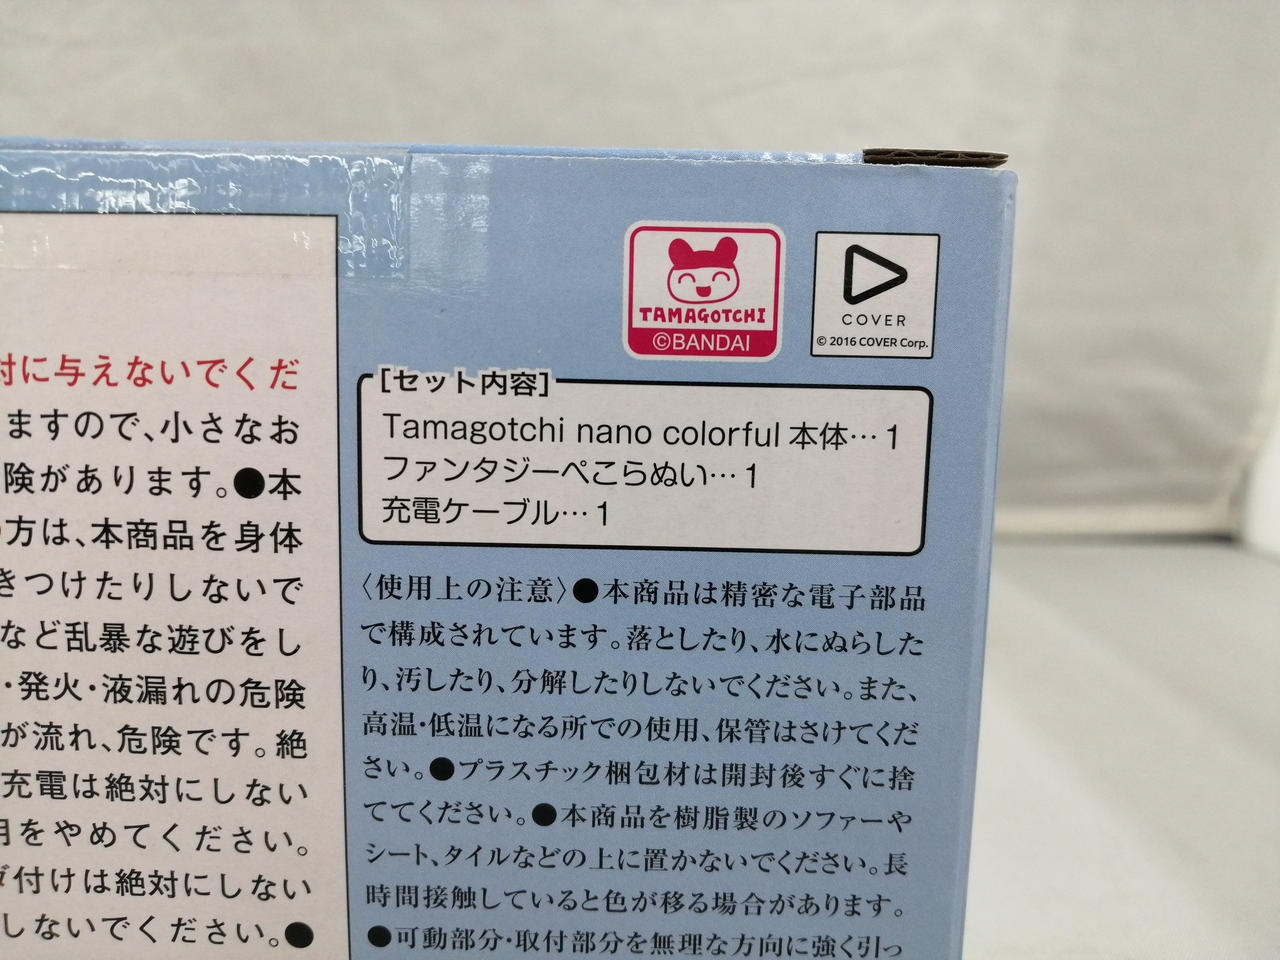 TAMAGOTCHI
©BANDAI
COVER
© 2016 COVER Corp.
[セット内容]
Tamagotchi nano colorful 本体…1
ファンタジーぺこらぬい…1
充電ケーブル…1
〈使用上の注意〉●本商品は精密な電子部品
で構成されています。落としたり、水にぬらした
り、汚したり、分解したりしないでください。また、
高温・低温になる所での使用、保管はさけてくだ
さい。●プラスチック梱包材は開封後すぐに捨
ててください。●本商品を樹脂製のソファーや
シート、タイルなどの上に置かないでください。長
時間接触していると色が移る場合があります。
●可動部分・取付部分を無理な方向に強く引っ
対に与えないでくだ
ますので、小さなお
険があります。●本
の方は、本商品を身体
きつけたりしないで
など乱暴な遊びをし
・発火・液漏れの危険
が流れ、危険です。絶
充電は絶対にしない
用をやめてください。
付けは絶対にしない
しないでください。●